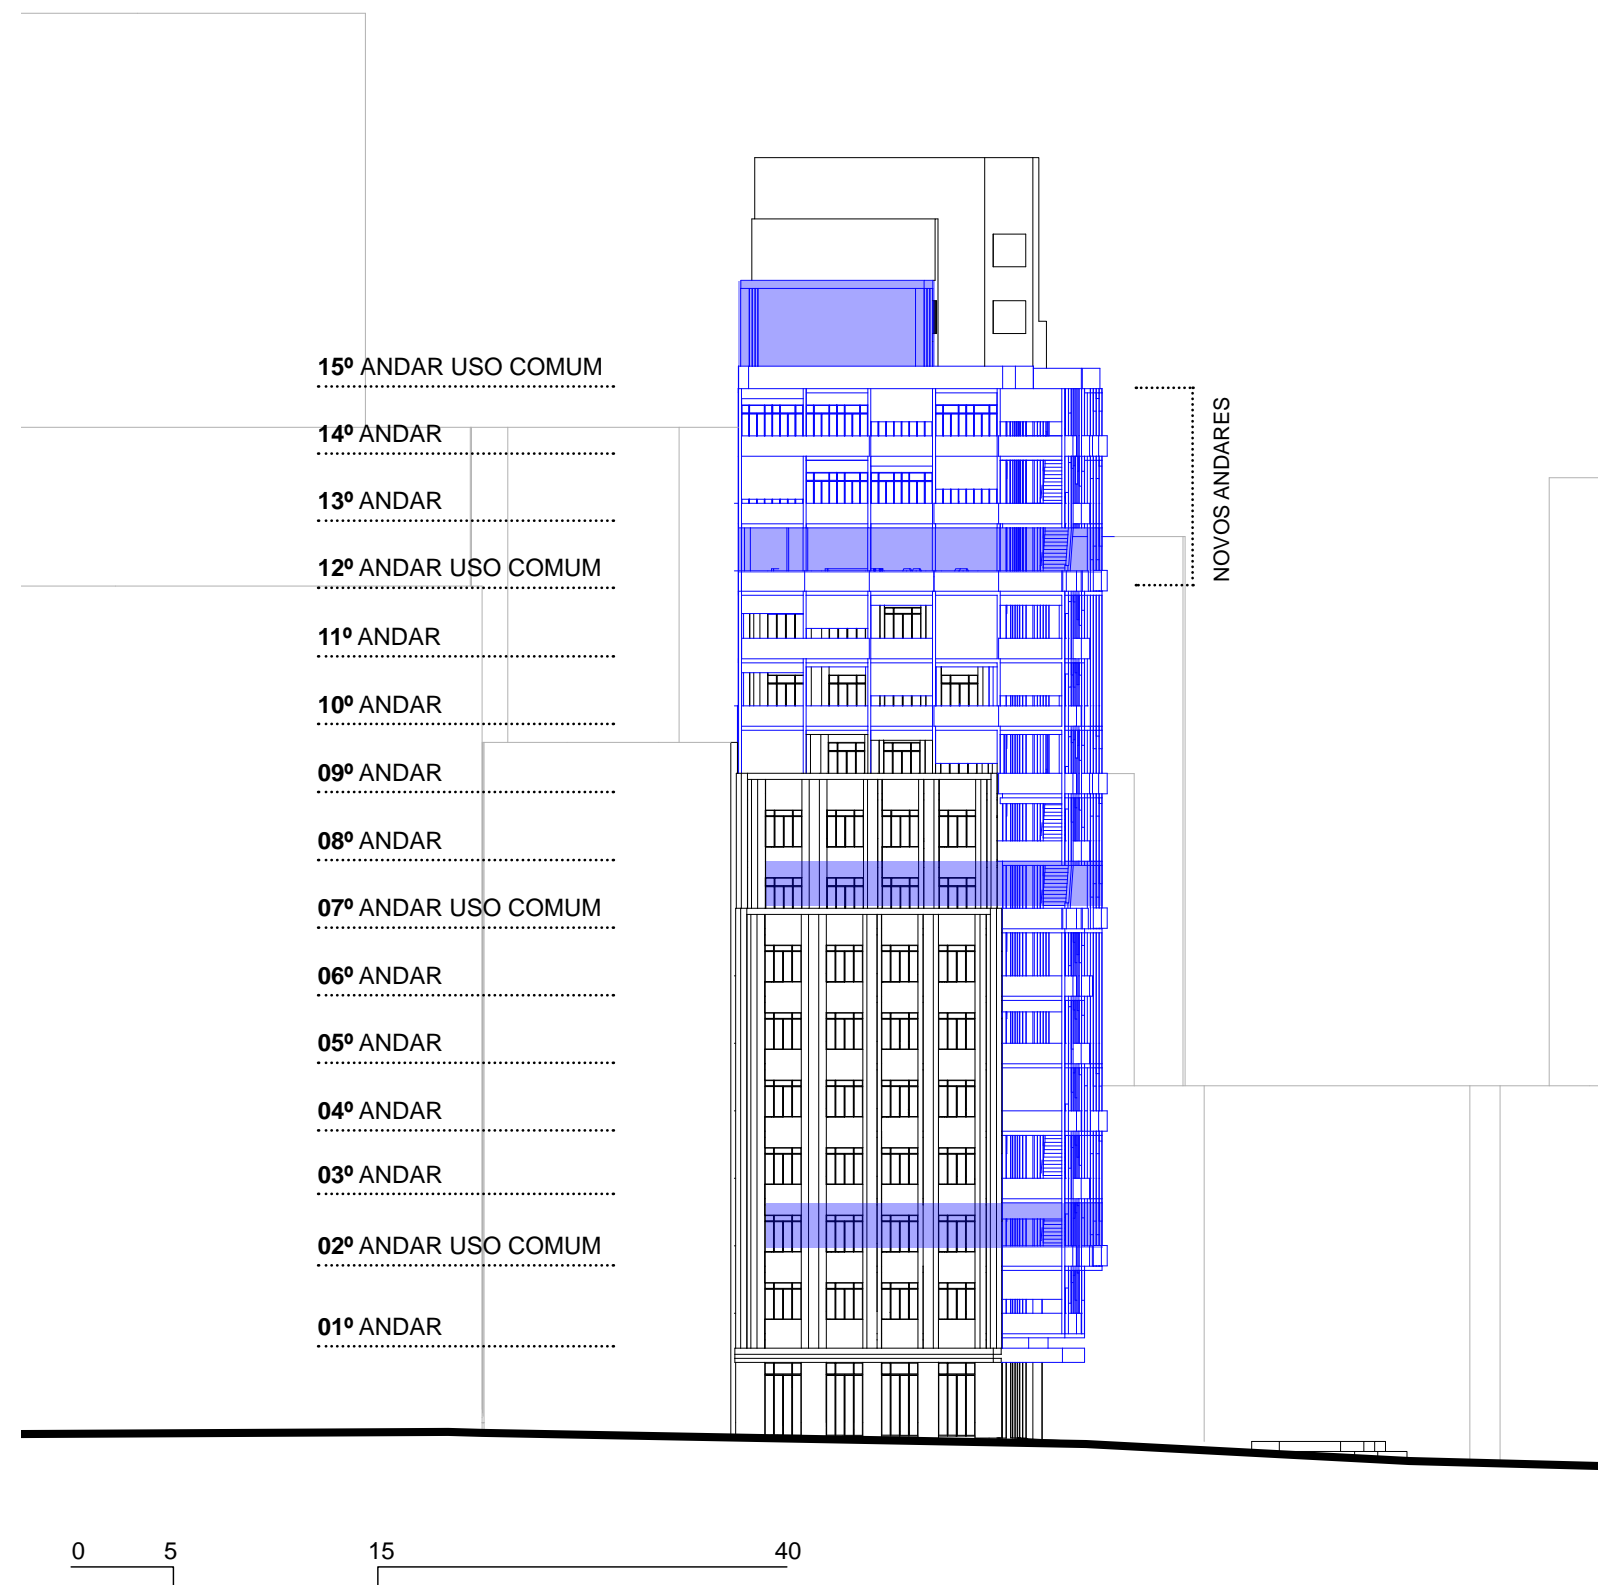 15º ANDAR USO COMUM
14º ANDAR
13º ANDAR
12º ANDAR USO COMUM
11º ANDAR
10º ANDAR
09º ANDAR
08º ANDAR
07º ANDAR USO COMUM
06º ANDAR
05º ANDAR
04º ANDAR
03º ANDAR
02º ANDAR USO COMUM
01º ANDAR
NOVOS ANDARES
0 5 15 40